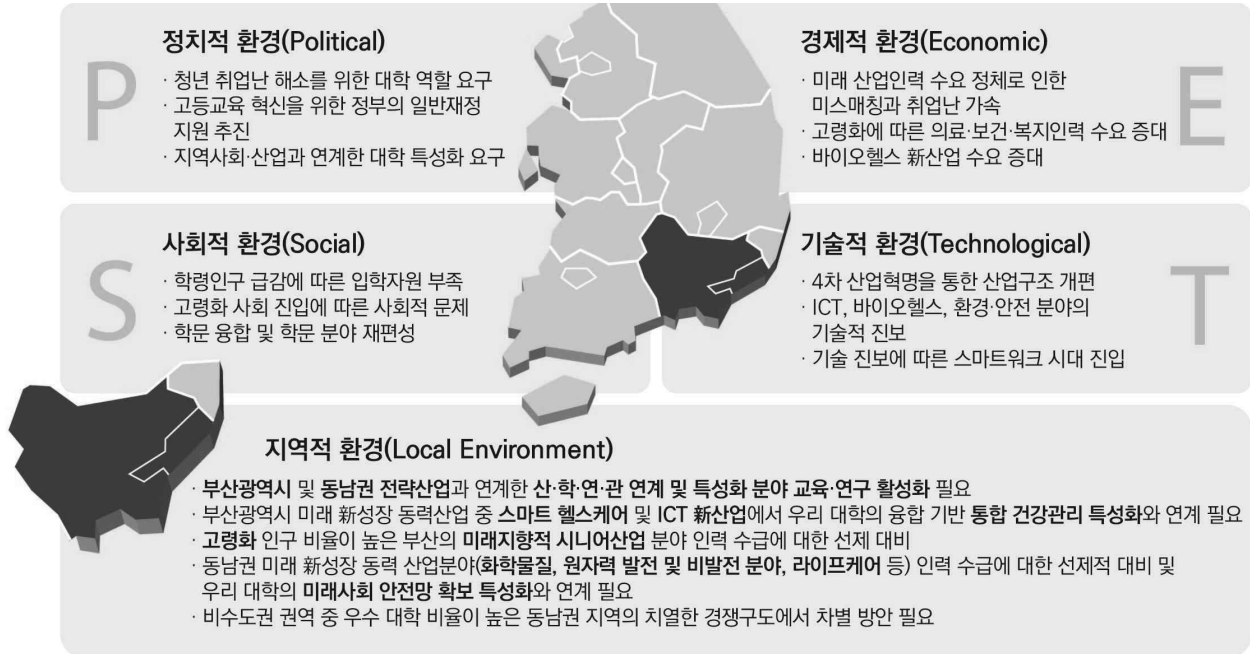 P
정치적 환경(Political)
· 청년 취업난 해소를 위한 대학 역할 요구
· 고등교육 혁신을 위한 정부의 일반재정
지원 추진
· 지역사회·산업과 연계한 대학 특성화 요구
경제적 환경(Economic)
· 미래 산업인력 수요 정체로 인한
미스매칭과 취업난 가속
· 고령화에 따른 의료·보건·복지인력 수요 증대
· 바이오헬스 新산업 수요 증대
E
S
사회적 환경(Social)
· 학령인구 급감에 따른 입학자원 부족
· 고령화 사회 진입에 따른 사회적 문제
· 학문 융합 및 학문 분야 재편성
기술적 환경(Technological)
· 4차 산업혁명을 통한 산업구조 개편
· ICT, 바이오헬스, 환경·안전 분야의
기술적 진보
· 기술 진보에 따른 스마트워크 시대 진입
T
지역적 환경(Local Environment)
· 부산광역시 및 동남권 전략산업과 연계한 산·학·연·관 연계 및 특성화 분야 교육·연구 활성화 필요
· 부산광역시 미래 新성장 동력산업 중 스마트 헬스케어 및 ICT 新산업에서 우리 대학의 융합 기반 통합 건강관리 특성화와 연계 필요
· 고령화 인구 비율이 높은 부산의 미래지향적 시니어산업 분야 인력 수급에 대한 선제 대비
· 동남권 미래 新성장 동력 산업분야(화학물질, 원자력 발전 및 비발전 분야, 라이프케어 등) 인력 수급에 대한 선제적 대비 및
우리 대학의 미래사회 안전망 확보 특성화와 연계 필요
· 비수도권 권역 중 우수 대학 비율이 높은 동남권 지역의 치열한 경쟁구도에서 차별 방안 필요